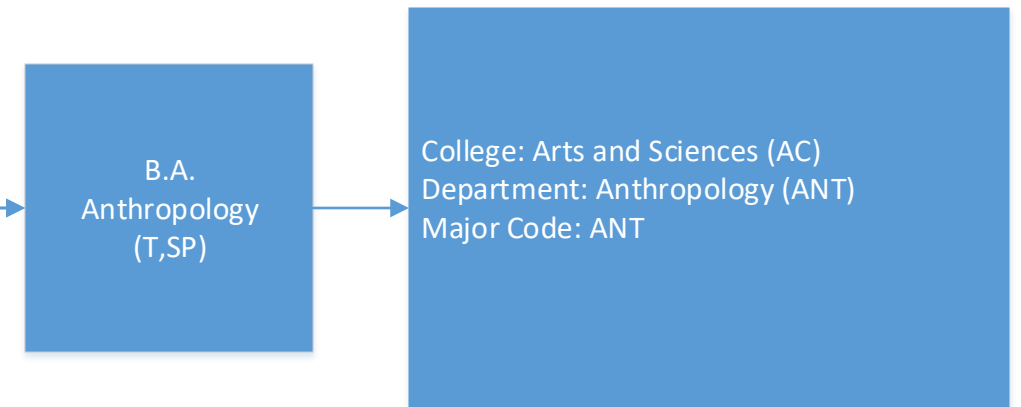 B.A.
Anthropology
(T,SP)
College: Arts and Sciences (AC)
Department: Anthropology (ANT)
Major Code: ANT